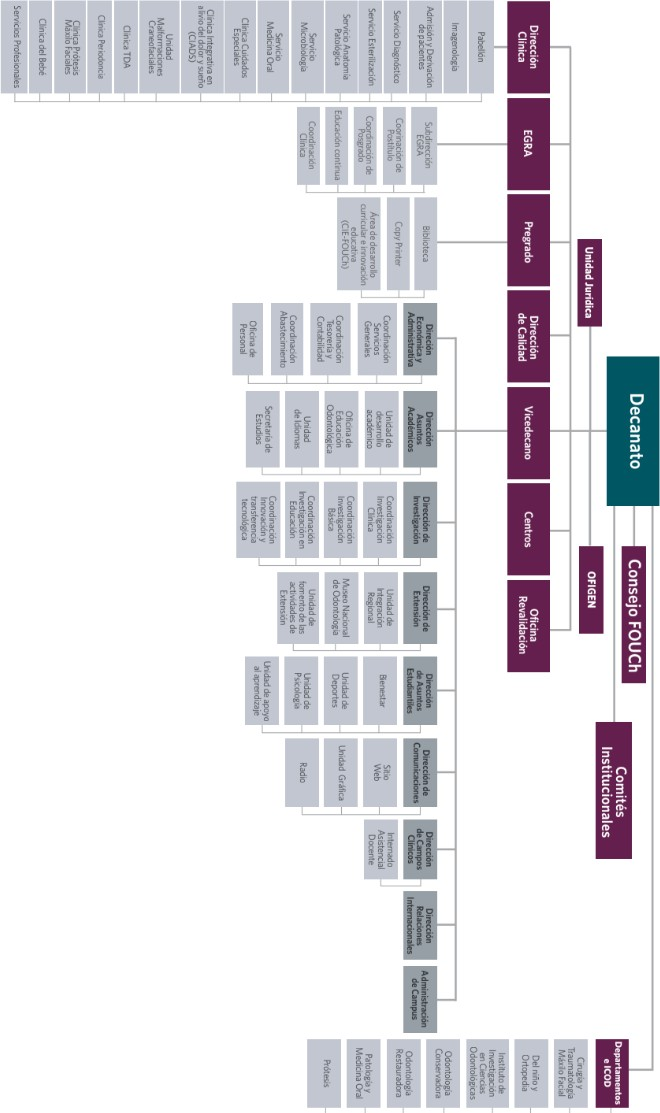 Decanato
Consejo FOUCh
Comités
Institucionales
Departamentos
e ICOD
Unidad Jurídica
OFIGEN
Dirección
Clínica
EGRA
Pregrado
Dirección
de Calidad
Vicedecano
Centros
Oficina
Revalidación
Pabellón
Imagenología
Admisión y Derivación
de pacientes
Servicio Diagnóstico
Servicio Esterilización
Servicio Anatomía
Patológica
Servicio
Microbiología
Servicio
Medicina Oral
Clínica Cuidados
Especiales
Clínica Integrativa en
alivio del dolor y sueño
(CIADS)
Unidad
Malformaciones
Craneofaciales
Clínica TDA
Clínica Periodoncia
Clínica Prótesis
Máxilo Faciales
Clínica del Bebé
Servicios Profesionales
Subdirección
EGRA
Coorinación de
Postítulo
Coordinación de
Posgrado
Educación continua
Coordinación
Clínica
Biblioteca
Copy Printer
Área de desarrollo
curricular e innovación
educativa
(CIE-FOUCh)
Direción
Económica y
Administrativa
Coordinación
Servicios
Generales
Coordinación
Tesorería y
Contabilidad
Coordinación
Abastecimiento
Oficina de
Personal
Dirección
Asuntos
Académicos
Unidad de
desarrollo
académico
Oficina de
Educación
Odontológica
Unidad
de Idiomas
Secretaría de
Estudios
Dirección de
Investigación
Coordinación
Investigación
Clínica
Coordinación
Investigación
Básica
Coordinación
Investigación en
Educación
Coordinación
Innovación y
transferencia
tecnológica
Dirección de
Extensión
Unidad de
Integración
Regional
Museo Nacional
de Odontología
Unidad de
fomento de las
actividades de
Extensión
Dirección
de Asuntos
Estudiantiles
Bienestar
Unidad de
Deportes
Unidad de
Psicología
Unidad de apoyo
al aprendizaje
Dirección de
Comunicaciones
Sitio
Web
Unidad Gráfica
Radio
Dirección
de Campos
Clínicos
Internado
Asistencial
Docente
Dirección
Relaciones
Internacionales
Administración
de Campus
Cirugía y
Traumatología
Máxilo Facial
Del niño y
Ortopedia
Instituto de
Investigación
en Ciencias
Odontológicas
Odontología
Conservadora
Odontología
Restauradora
Patología y
Medicina Oral
Prótesis